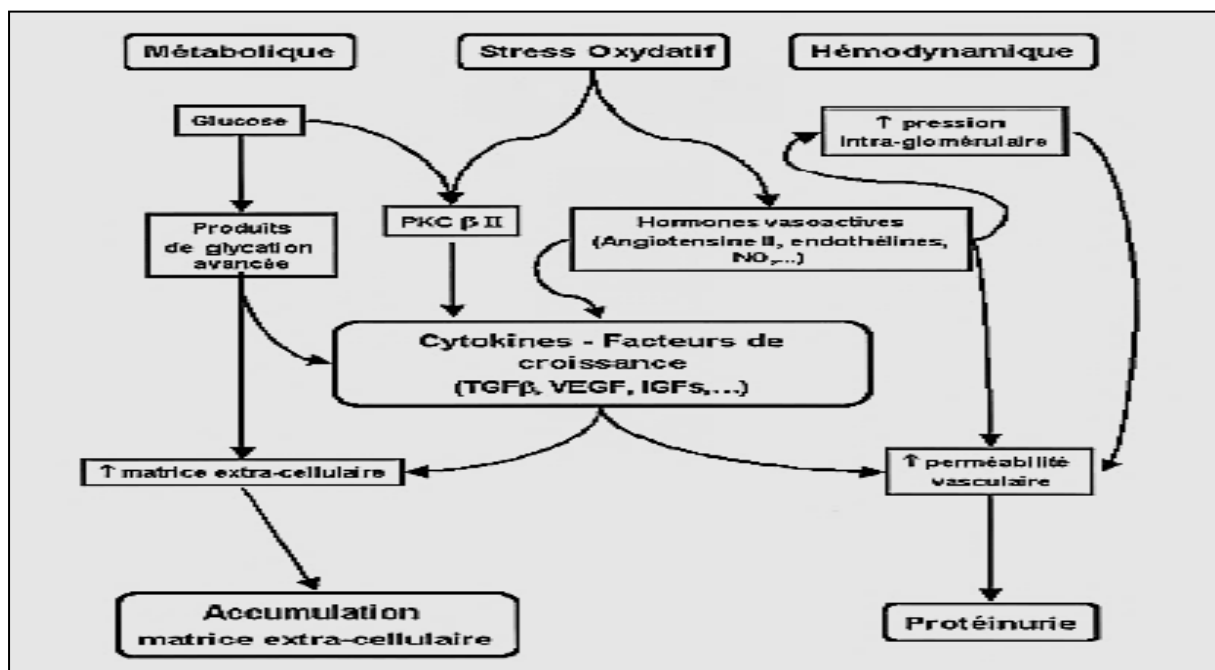 Métabolique
Stress Oxydatif
Hémodynamique
Glucose
↑ pression
intra-glomérulaire
Produits
de glycation
avancée
PKC β II
Hormones vasoactives
(Angiotensine II, endothélines,
NO,...)
Cytokines - Facteurs de
croissance
(TGFβ, VEGF, IGFs,...)
↑ matrice extra-cellulaire
↑ perméabilité
vasculaire
Accumulation
matrice extra-cellulaire
Protéinurie